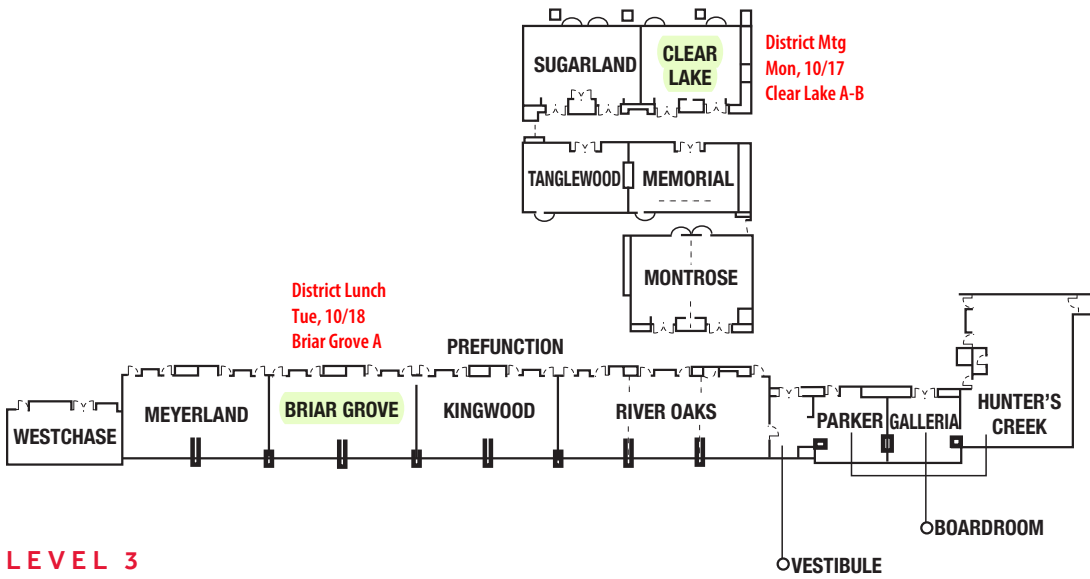 SUGARLAND
CLEAR
LAKE
District Mtg
Mon, 10/17
Clear Lake A-B
TANGLEWOOD
MEMORIAL
MONTROSE
District Lunch
Tue, 10/18
Briar Grove A
PREFUNCTION
WESTCHASE
MEYERLAND
BRIAR GROVE
KINGWOOD
RIVER OAKS
PARKER
GALLERIA
HUNTER'S
CREEK
BOARDROOM
VESTIBULE
LEVEL 3